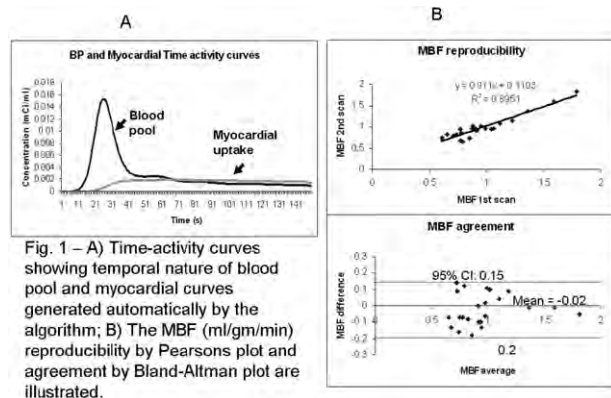 A
BP and Myocardial Time activity curves
Concentration (mCi/ml)
0.018
0.016
0.014
0.012
0.01
0.008
0.006
0.004
0.002
0
Blood
pool
Myocardial
uptake
1 11 21 31 41 51 61 71 81 91 101 111 121 131 141
Time (s)
Fig. 1 – A) Time-activity curves
showing temporal nature of blood
pool and myocardial curves
generated automatically by the
algorithm; B) The MBF (ml/gm/min)
reproducibility by Pearsons plot and
agreement by Bland-Altman plot are
illustrated.
B
MBF reproducibility
y = 0.911x + 0.1103
R² = 0.8951
MBF 2nd scan
2
1.5
1
0.5
0
0 0.5 1 1.5 2
MBF 1st scan
MBF agreement
MBF difference
0.3
0.2
0.1
0
-0.1
-0.2
-0.3
95% CI: 0.15
Mean = -0.02
0 0.5 1 1.5 2
0.2
MBF average